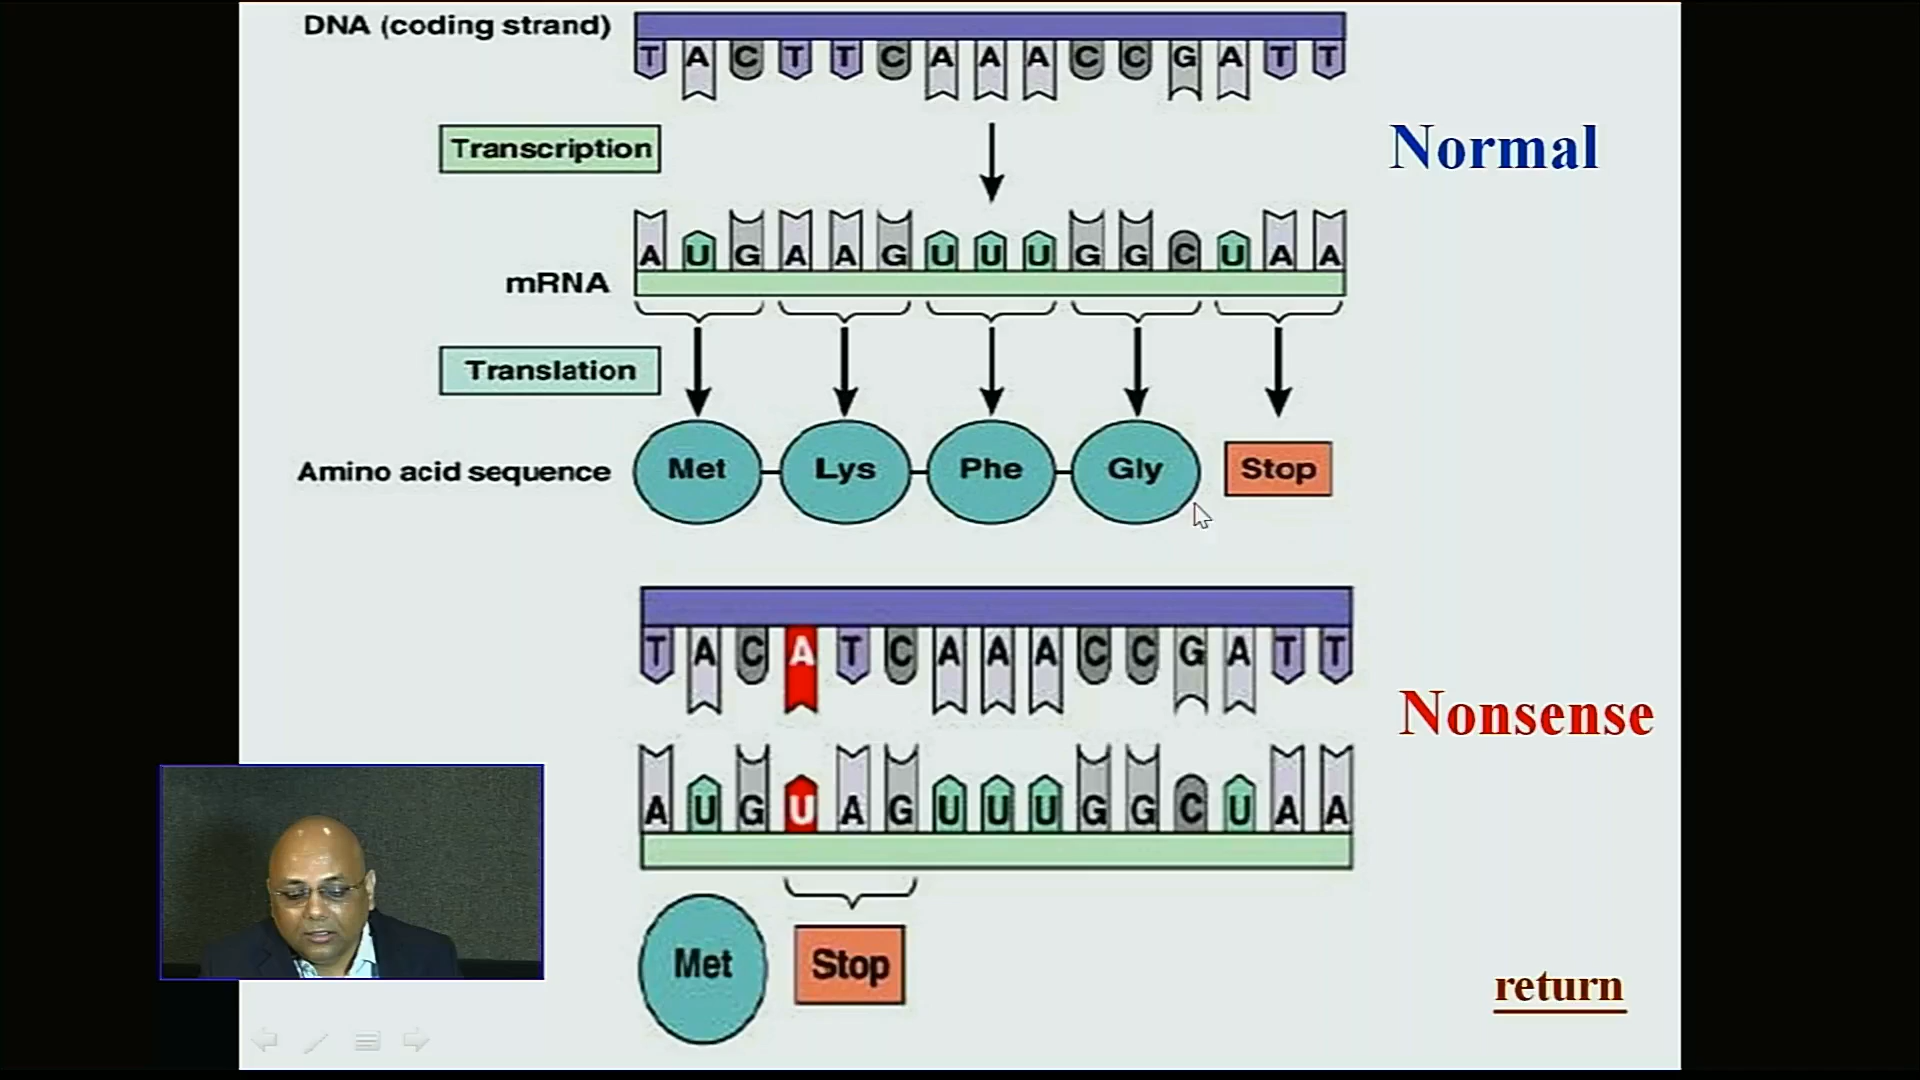 DNA (coding strand)
T A C T T C A A A C C G A T T
Transcription
Normal
A U G A A G U U U G G C U A A
mRNA
Translation
Amino acid sequence
Met Lys Phe Gly Stop
T A C A T C A A A C C G A T T
Nonsense
A U G U A G U U U G G C U A A
Met Stop
return